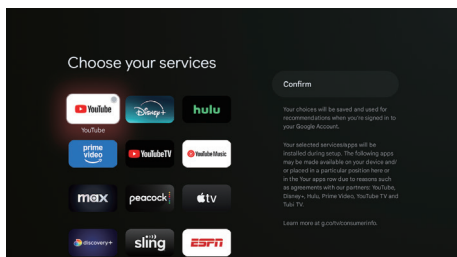 Choose your services
YouTube
Disney+
hulu
YouTube
prime video
YouTubeTV
YouTube Music
max
peacock
tv
discovery+
sling
ESPN
Confirm
Your choices will be saved and used for
recommendations when you're signed in to
your Google Account.
Your selected services/apps will be
installed during setup. The following apps
may be made available on your device and/
or placed in a particular position here or
in the Your apps row due to reasons such
as agreements with our partners: YouTube,
Disney+, Hulu, Prime Video, YouTube TV and
Tubi TV.
Learn more at g.co/tv/consumerinfo.